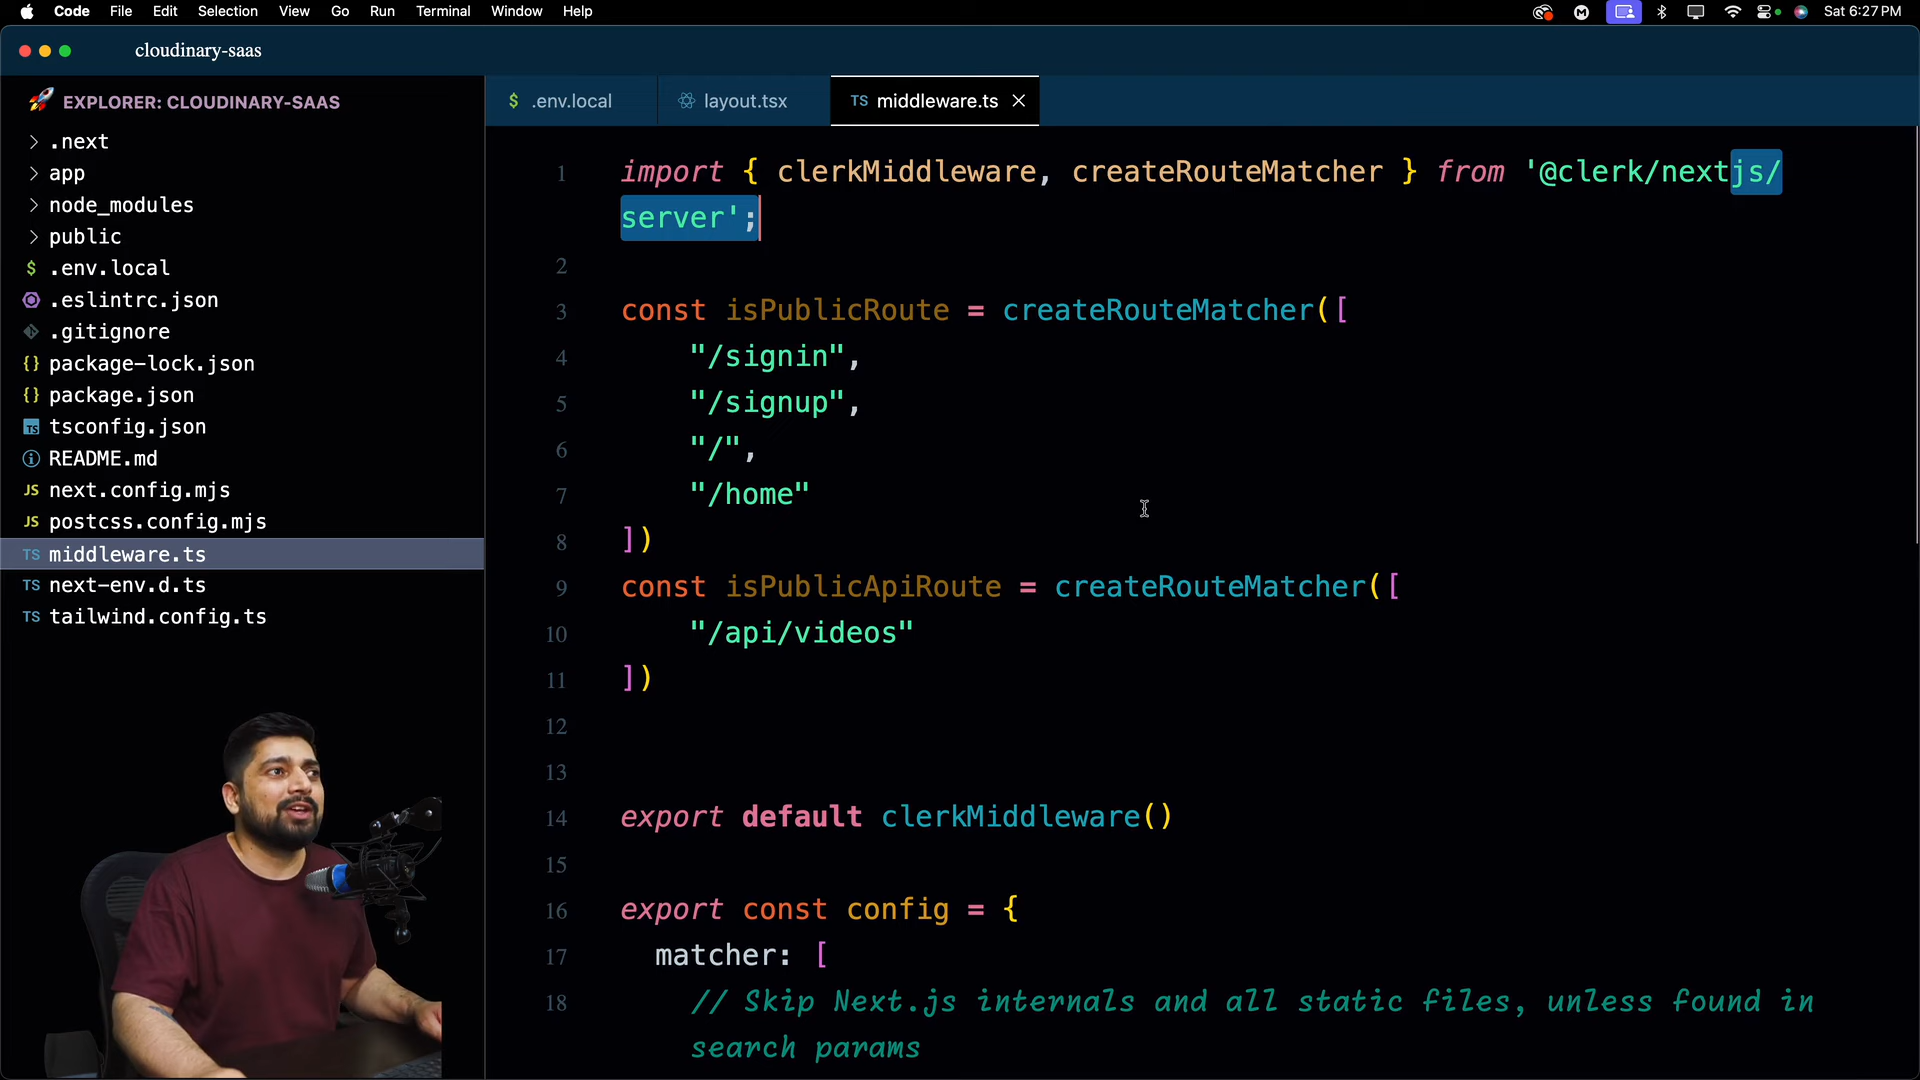 Code File Edit Selection View Go Run Terminal Window Help Sat 6:27 PM
cloudinary-saas
EXPLORER: CLOUDINARY-SAAS
.next
app
node_modules
public
$ .env.local
.eslintrc.json
.gitignore
{} package-lock.json
{} package.json
TS tsconfig.json
README.md
JS next.config.mjs
JS postcss.config.mjs
TS middleware.ts
TS next-env.d.ts
TS tailwind.config.ts
$ .env.local layout.tsx TS middleware.ts
1 import { clerkMiddleware, createRouteMatcher } from '@clerk/nextjs/
server';
2
3 const isPublicRoute = createRouteMatcher([
4 "/signin",
5 "/signup",
6 "/",
7 "/home"
8 ])
9 const isPublicApiRoute = createRouteMatcher([
10 "/api/videos"
11 ])
12
13
14 export default clerkMiddleware()
15
16 export const config = {
17 matcher: [
18 // Skip Next.js internals and all static files, unless found in
search params